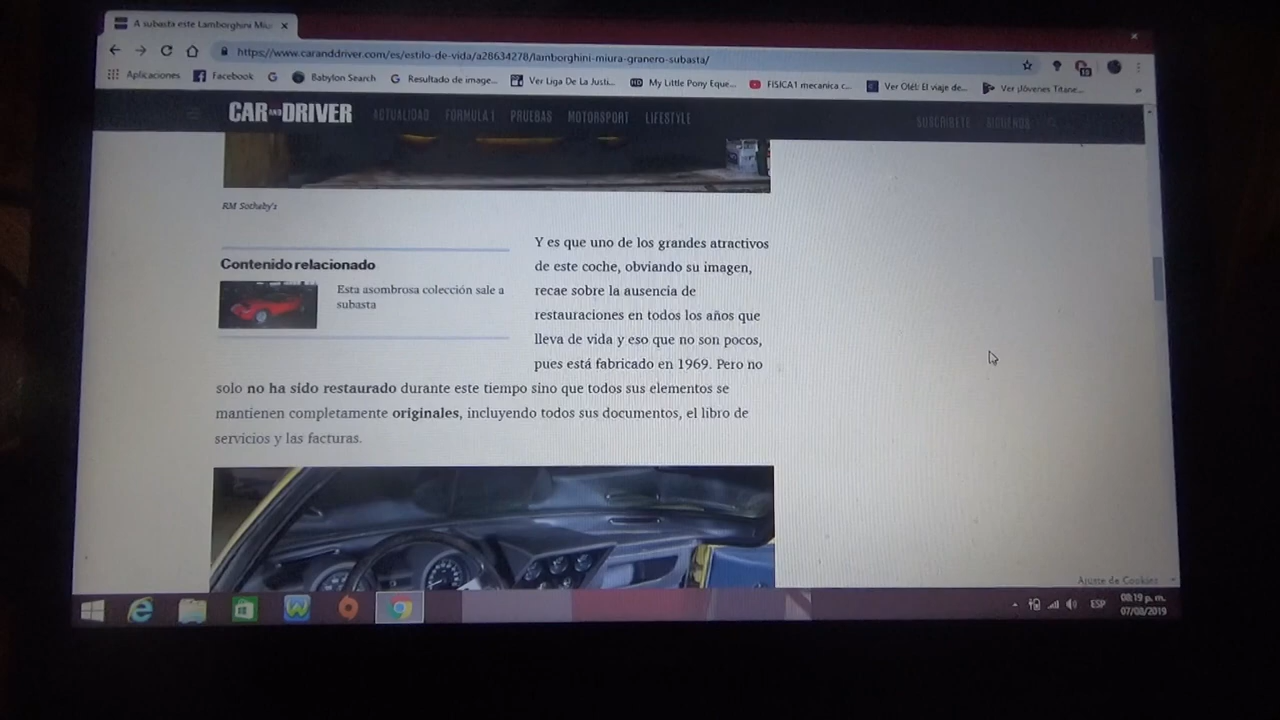 A subasta este Lamborghini Miu
https://www.caranddriver.com/es/estilo-de-vida/a28634278/lamborghini-miura-granero-subasta/
Aplicaciones Facebook Babylon Search Resultado de image... Ver Liga De La Justi... My Little Pony Eque... FISICA1 mecanica c... Ver Olé!: El viaje de... Ver ¡Jóvenes Titane...
CAR AND DRIVER ACTUALIDAD FORMULA 1 PRUEBAS MOTORSPORT LIFESTYLE SUSCRÍBETE SÍGUENOS
RM Sotheby's
Contenido relacionado
Esta asombrosa colección sale a
subasta
Y es que uno de los grandes atractivos
de este coche, obviando su imagen,
recae sobre la ausencia de
restauraciones en todos los años que
lleva de vida y eso que no son pocos,
pues está fabricado en 1969. Pero no
solo no ha sido restaurado durante este tiempo sino que todos sus elementos se
mantienen completamente originales, incluyendo todos sus documentos, el libro de
servicios y las facturas.
Ajuste de Cookies
ESP 08:19 p. m.
07/08/2019